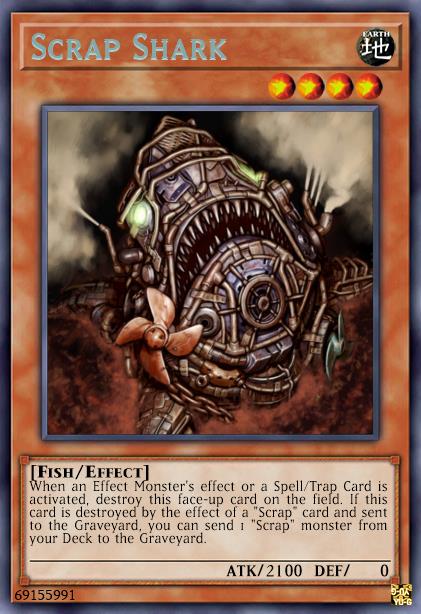 Scrap Shark
EARTH
地
[Fish/Effect]
When an Effect Monster's effect or a Spell/Trap Card is
activated, destroy this face-up card on the field. If this
card is destroyed by the effect of a "Scrap" card and sent
to the Graveyard, you can send 1 "Scrap" monster from
your Deck to the Graveyard.
ATK/2100 DEF/ 0
69155991